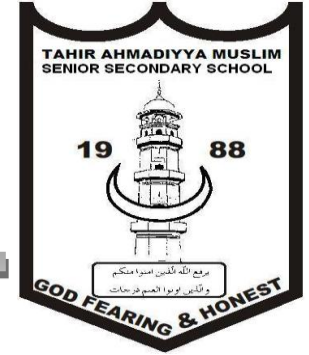 TAHIR AHMADIYYA MUSLIM
SENIOR SECONDARY SCHOOL
19 88
يرفع الله الذين امنوا منكم
والذين اوتوا العلم درجات
GOD FEARING & HONEST